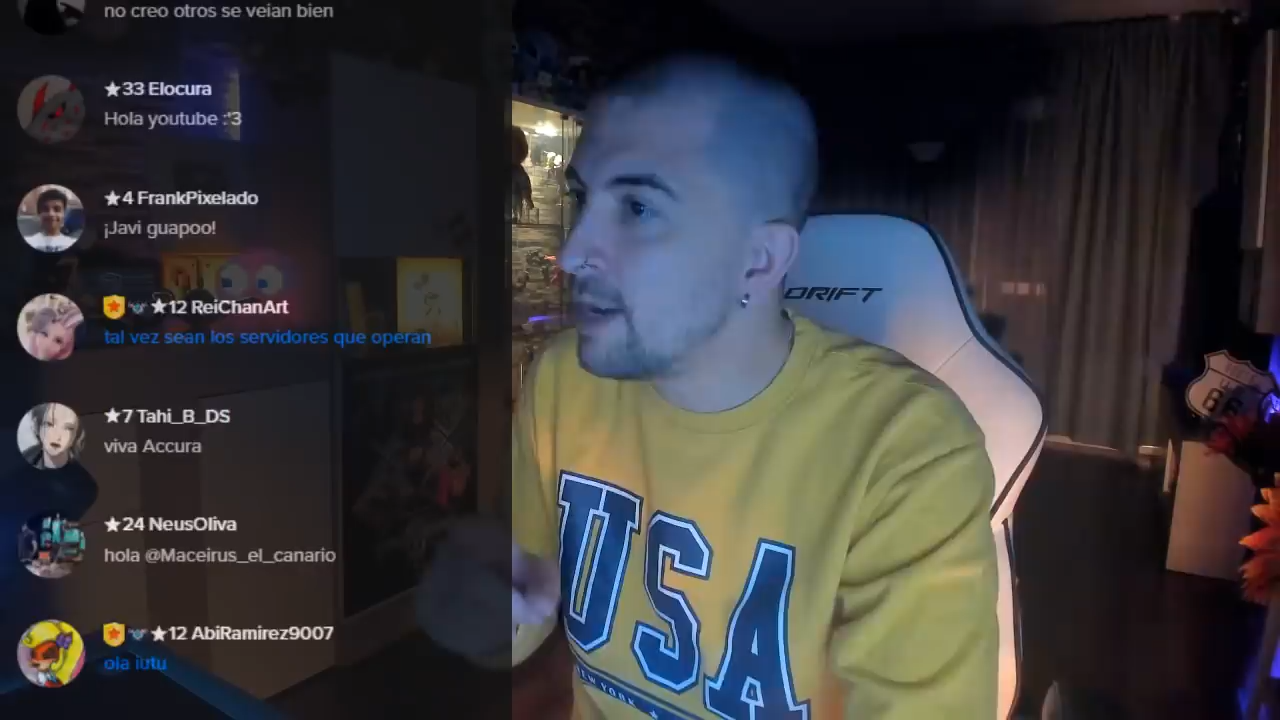 no creo otros se veian bien
★33 Elocura
Hola youtube :'3
★4 FrankPixelado
¡Javi guapoo!
★12 ReiChanArt
tal vez sean los servidores que operan
★7 Tahi_B_DS
viva Accura
★24 NeusOliva
hola @Maceirus_el_canario
★12 AbiRamirez9007
ola iutu
DRIFT
USA
NEW YORK